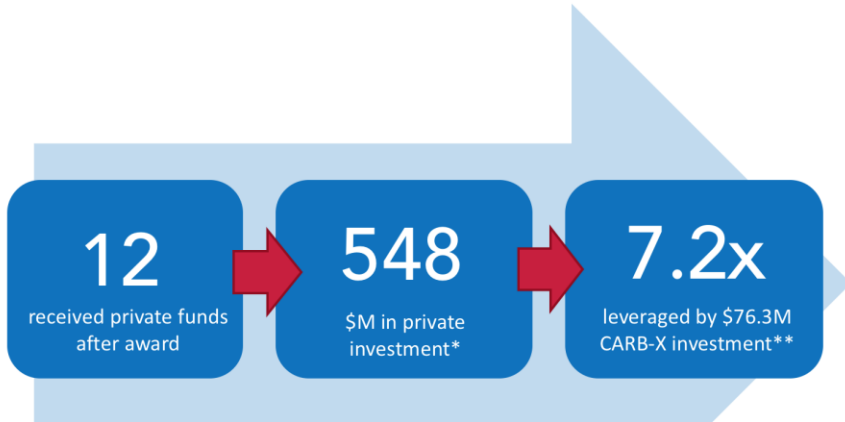 12
received private funds
after award
548
$M in private
investment*
7.2x
leveraged by $76.3M
CARB-X investment**